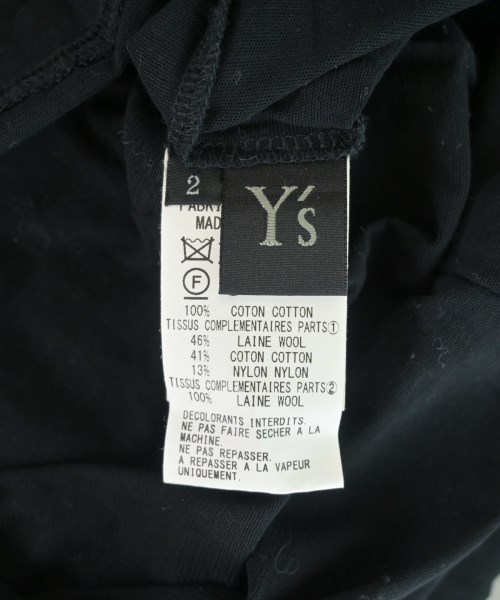 2
Y's
MAD
F
100% COTON COTTON
TISSUS COMPLEMENTAIRES PARTS①
46% LAINE WOOL
41% COTON COTTON
13% NYLON NYLON
TISSUS COMPLEMENTAIRES PARTS②
100% LAINE WOOL
DECOLORANTS INTERDITS.
NE PAS FAIRE SECHER A LA
MACHINE.
NE PAS REPASSER.
A REPASSER A LA VAPEUR
UNIQUEMENT.